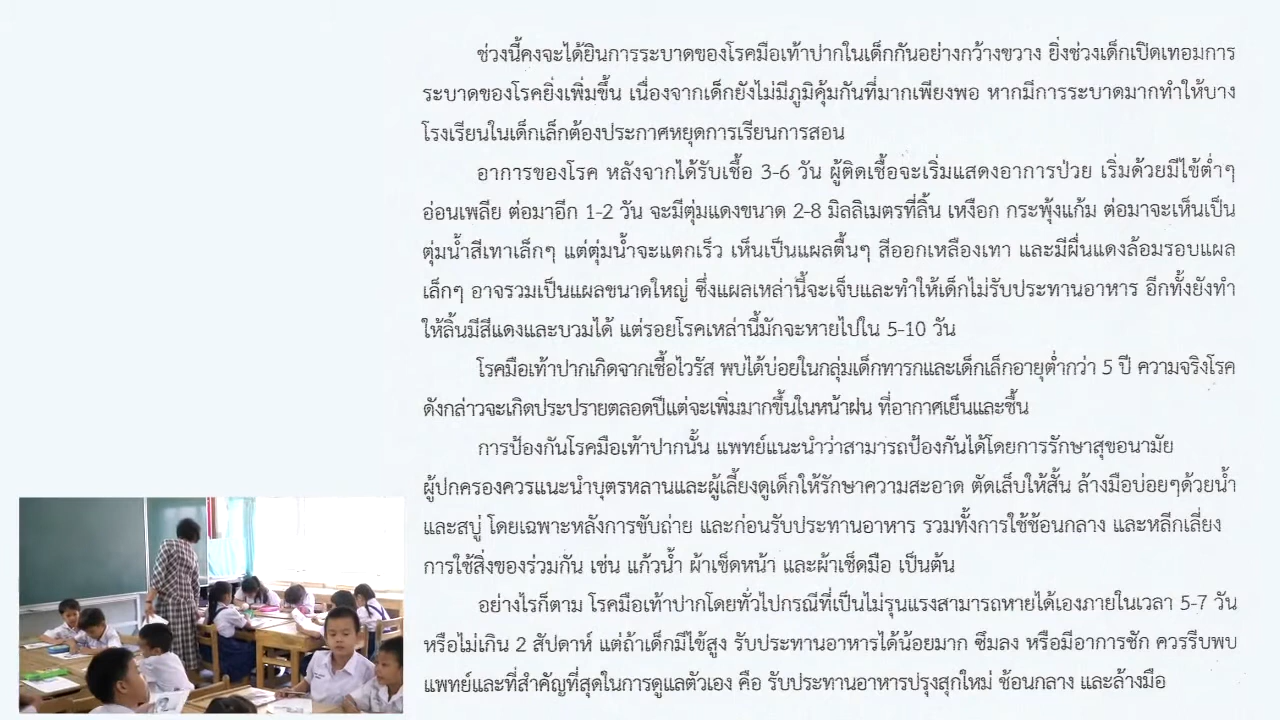 ช่วงนี้คงจะได้ยินการระบาดของโรคมือเท้าปากในเด็กกันอย่างกว้างขวาง ยิ่งช่วงเด็กเปิดเทอมการ
ระบาดของโรคยิ่งเพิ่มขึ้น เนื่องจากเด็กยังไม่มีภูมิคุ้มกันที่มากเพียงพอ หากมีการระบาดมากทำให้บาง
โรงเรียนในเด็กเล็กต้องประกาศหยุดการเรียนการสอน
อาการของโรค หลังจากได้รับเชื้อ 3-6 วัน ผู้ติดเชื้อจะเริ่มแสดงอาการป่วย เริ่มด้วยมีไข้ต่ำๆ
อ่อนเพลีย ต่อมาอีก 1-2 วัน จะมีตุ่มแดงขนาด 2-8 มิลลิเมตรที่ลิ้น เหงือก กระพุ้งแก้ม ต่อมาจะเห็นเป็น
ตุ่มน้ำสีเทาเล็กๆ แต่ตุ่มน้ำจะแตกเร็ว เห็นเป็นแผลตื้นๆ สีออกเหลืองเทา และมีผื่นแดงล้อมรอบแผล
เล็กๆ อาจรวมเป็นแผลขนาดใหญ่ ซึ่งแผลเหล่านี้จะเจ็บและทำให้เด็กไม่รับประทานอาหาร อีกทั้งยังทำ
ให้ลิ้นมีสีแดงและบวมได้ แต่รอยโรคเหล่านี้มักจะหายไปใน 5-10 วัน
โรคมือเท้าปากเกิดจากเชื้อไวรัส พบได้บ่อยในกลุ่มเด็กทารกและเด็กเล็กอายุต่ำกว่า 5 ปี ความจริงโรค
ดังกล่าวจะเกิดประปรายตลอดปีแต่จะเพิ่มมากขึ้นในหน้าฝน ที่อากาศเย็นและชื้น
การป้องกันโรคมือเท้าปากนั้น แพทย์แนะนำว่าสามารถป้องกันได้โดยการรักษาสุขอนามัย
ผู้ปกครองควรแนะนำบุตรหลานและผู้เลี้ยงดูเด็กให้รักษาความสะอาด ตัดเล็บให้สั้น ล้างมือบ่อยๆด้วยน้ำ
และสบู่ โดยเฉพาะหลังการขับถ่าย และก่อนรับประทานอาหาร รวมทั้งการใช้ช้อนกลาง และหลีกเลี่ยง
การใช้สิ่งของร่วมกัน เช่น แก้วน้ำ ผ้าเช็ดหน้า และผ้าเช็ดมือ เป็นต้น
อย่างไรก็ตาม โรคมือเท้าปากโดยทั่วไปกรณีที่เป็นไม่รุนแรงสามารถหายได้เองภายในเวลา 5-7 วัน
หรือไม่เกิน 2 สัปดาห์ แต่ถ้าเด็กมีไข้สูง รับประทานอาหารได้น้อยมาก ซึมลง หรือมีอาการชัก ควรรีบพบ
แพทย์และที่สำคัญที่สุดในการดูแลตัวเอง คือ รับประทานอาหารปรุงสุกใหม่ ช้อนกลาง และล้างมือ